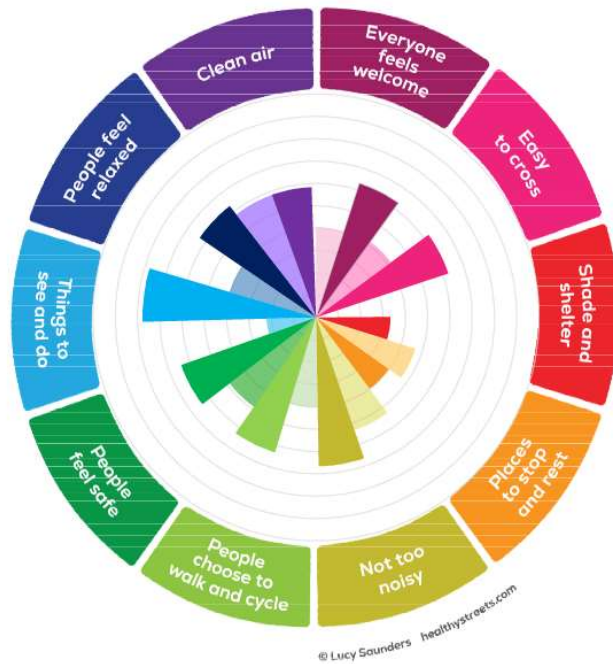 Everyone
feels
welcome
Easy
to cross
Shade and
shelter
Places
to stop
and rest
Not too
noisy
People
choose to
walk and cycle
People
feel safe
Things to
see and do
People feel
relaxed
Clean air
© Lucy Saunders healthystreets.com